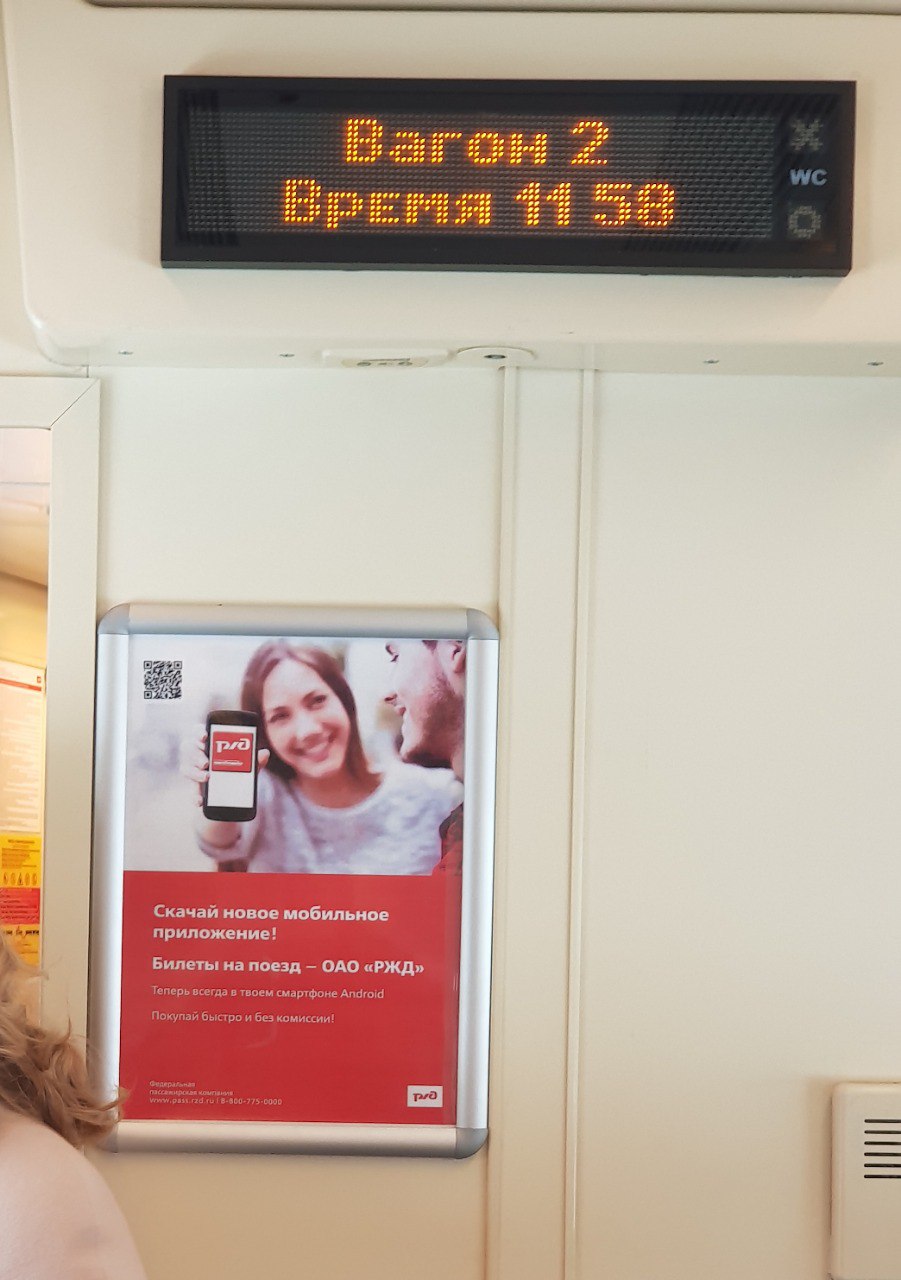 Вагон 2
Время 11 50
WC
ржд
Скачай новое мобильное
приложение!
Билеты на поезд – ОАО «РЖД»
Теперь всегда в твоем смартфоне Android
Покупай быстро и без комиссии!
Федеральная
пассажирская компания
www.pass.rzd.ru | 8-800-775-0000
ржд